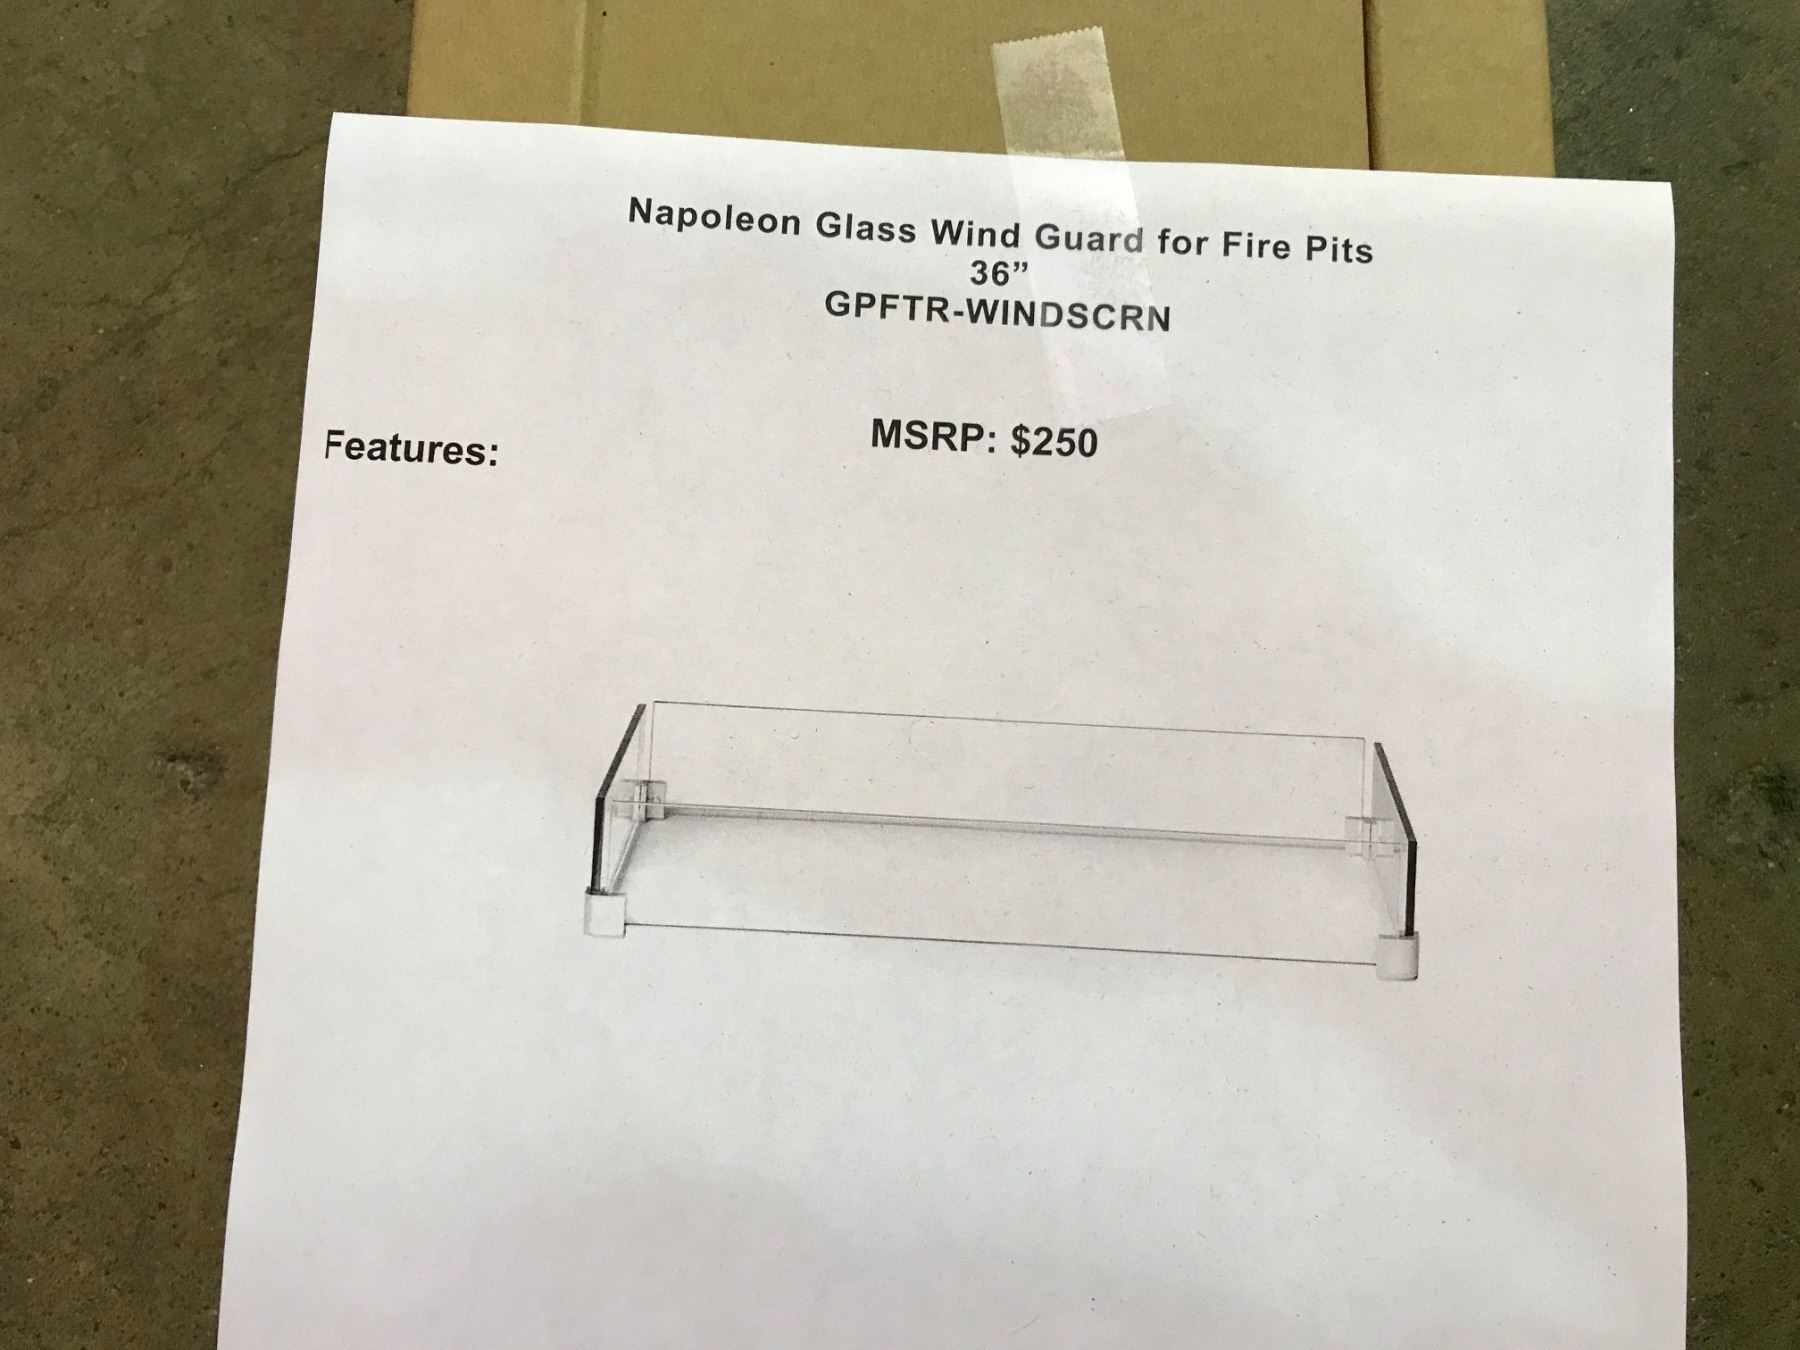 Napoleon Glass Wind Guard for Fire Pits
36”
GPFTR-WINDSCRN
MSRP: $250
Features: